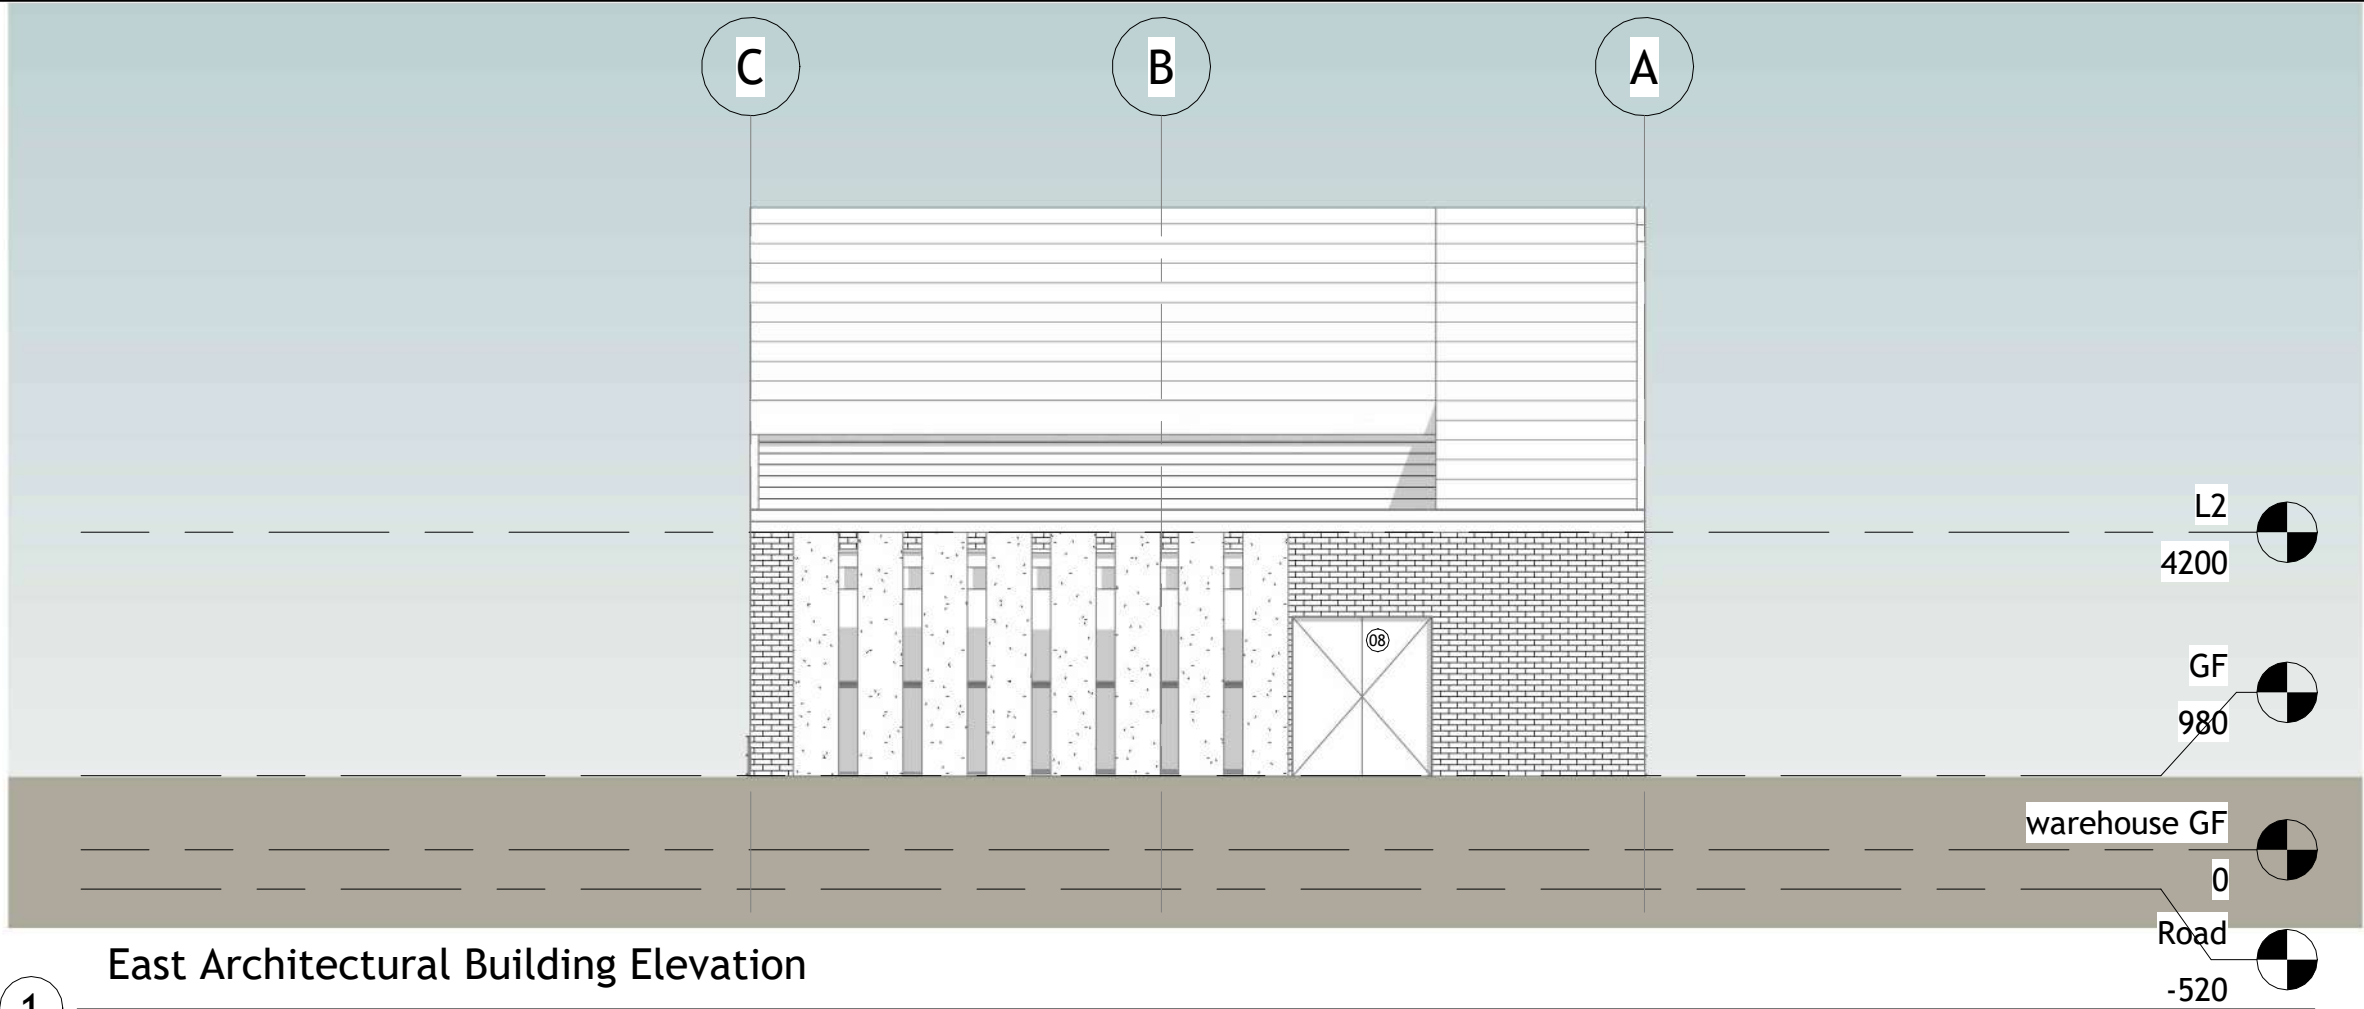 C
B
A
L2
4200
GF
980
08
warehouse GF
0
Road
-520
East Architectural Building Elevation
1